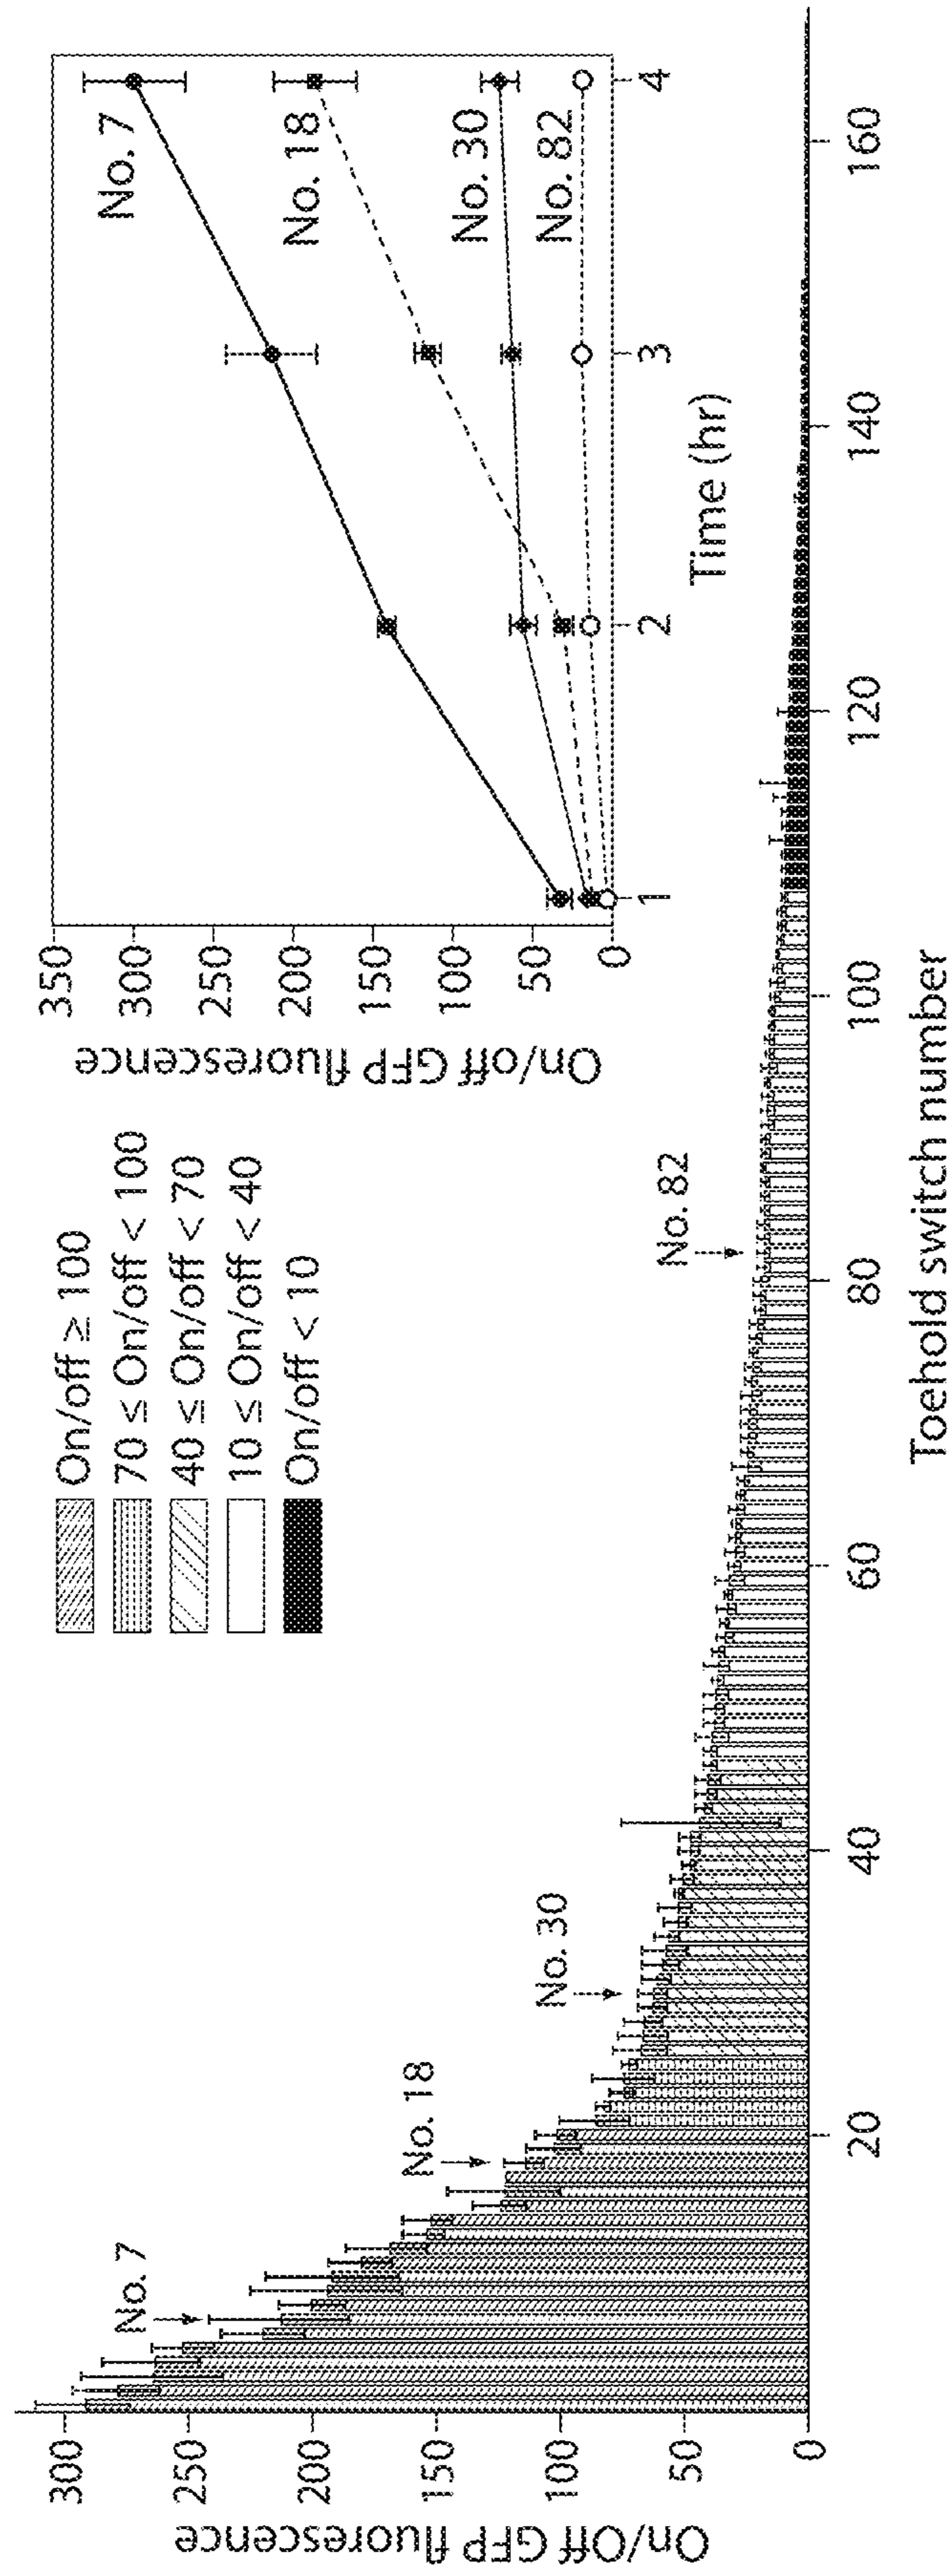 On/Off GFP fluorescence
300
250
200
150
100
50
0
No. 7
No. 18
No. 30
No. 82
20
40
60
80
100
120
140
160
Toehold switch number
On/off ≥ 100
70 ≤ On/off < 100
40 ≤ On/off < 70
10 ≤ On/off < 40
On/off < 10
On/off GFP fluorescence
350
300
250
200
150
100
50
0
No. 7
No. 18
No. 30
No. 82
1
2
3
4
Time (hr)